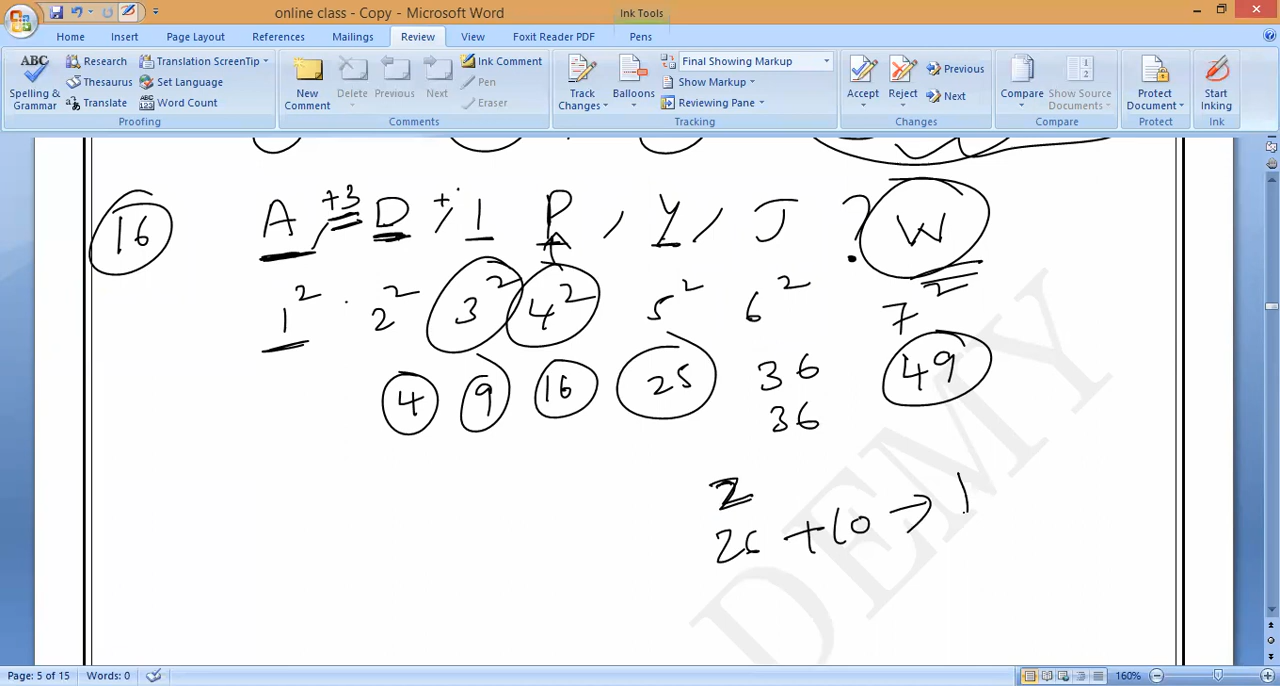 online class - Copy - Microsoft Word
Ink Tools
Home Insert Page Layout References Mailings Review View Foxit Reader PDF Pens
ABC Spelling & Grammar
Research
Thesaurus
Translate
Translation ScreenTip
Set Language
ABC 123 Word Count
Proofing
New Comment
Delete
Previous
Next
Ink Comment
Pen
Eraser
Comments
Track Changes
Balloons
Final Showing Markup
Show Markup
Reviewing Pane
Tracking
Accept
Reject
Previous
Next
Changes
Compare
Show Source Documents
Compare
Protect Document
Protect
Start Inking
Ink
16 A +3 D + I P, Y, J ? W
1² 2² 3² 4² 5² 6² 7²
4 9 16 25 36 49
36
Z
26 +10 →
DEMY
Page: 5 of 15 Words: 0 160%